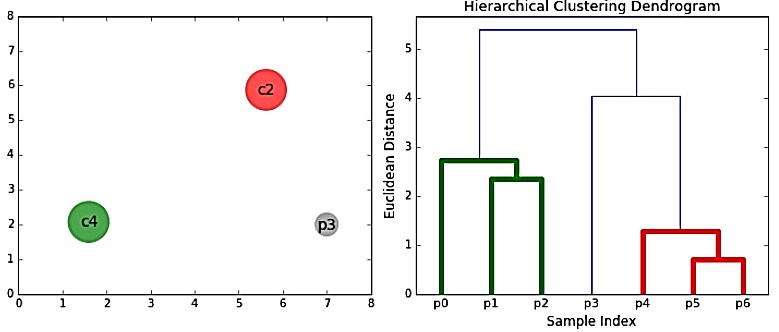 8
7
6
5
4
3
2
1
0
0 1 2 3 4 5 6 7 8
c2
c4
p3
Hierarchical Clustering Dendrogram
Euclidean Distance
5
4
3
2
1
0
p0 p1 p2 p3 p4 p5 p6
Sample Index